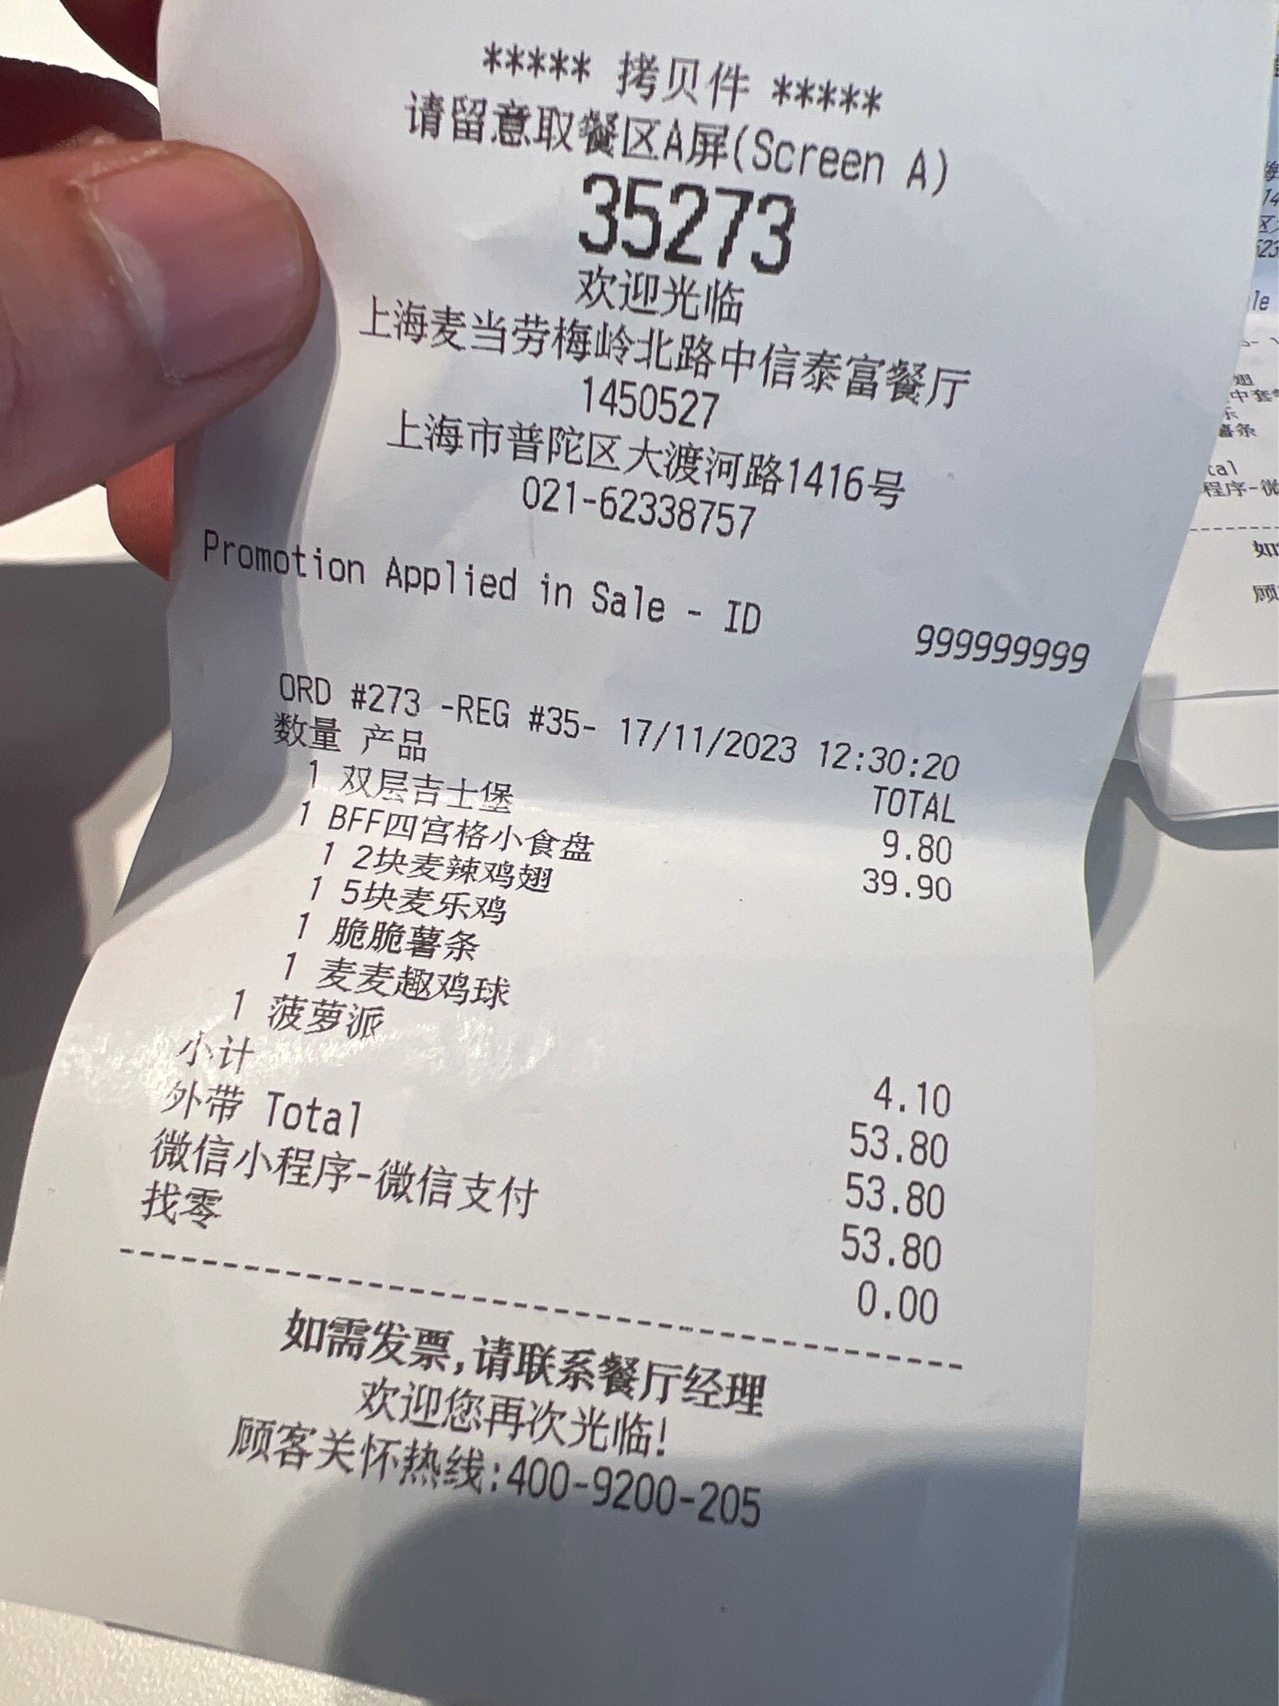 ***** 拷贝件 *****
请留意取餐区A屏(Screen A)
35273
欢迎光临
上海麦当劳梅岭北路中信泰富餐厅
1450527
上海市普陀区大渡河路1416号
021-62338757
Promotion Applied in Sale - ID 999999999
ORD #273 -REG #35- 17/11/2023 12:30:20
数量 产品 TOTAL
1 双层吉士堡 9.80
1 BFF四宫格小食盘 39.90
1 2块麦辣鸡翅
1 5块麦乐鸡
1 脆脆薯条
1 麦麦趣鸡球
1 菠萝派 4.10
小计 53.80
外带 Total 53.80
微信小程序-微信支付 53.80
找零 0.00
如需发票,请联系餐厅经理
欢迎您再次光临!
顾客关怀热线:400-9200-205